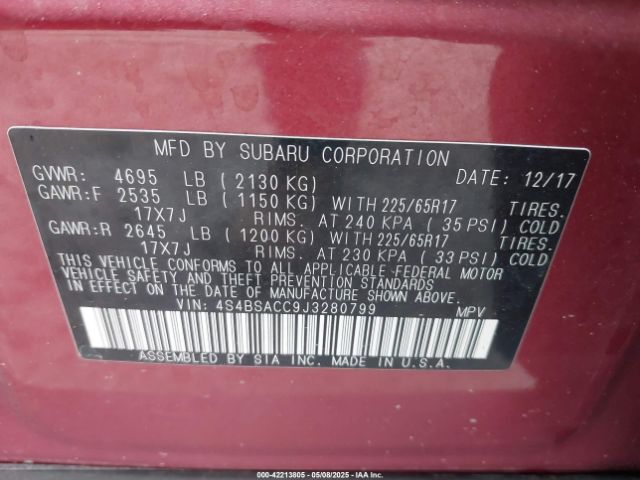 MFD BY SUBARU CORPORATION
GVWR: 4695 LB (2130 KG) DATE: 12/17
GAWR:F 2535 LB (1150 KG) WITH 225/65R17 TIRES.
17X7J RIMS. AT 240 KPA (35 PSI) COLD
GAWR:R 2645 LB (1200 KG) WITH 225/65R17 TIRES.
17X7J RIMS. AT 230 KPA (33 PSI) COLD
THIS VEHICLE CONFORMS TO ALL APPLICABLE FEDERAL MOTOR
VEHICLE SAFETY AND THEFT PREVENTION STANDARDS
IN EFFECT ON THE DATE OF MANUFACTURE SHOWN ABOVE.
VIN: 4S4BSACC9J3280799 MPV
ASSEMBLED BY SIA INC. MADE IN U.S.A.
000-42213805 - 05/08/2025 - IAAI.COM